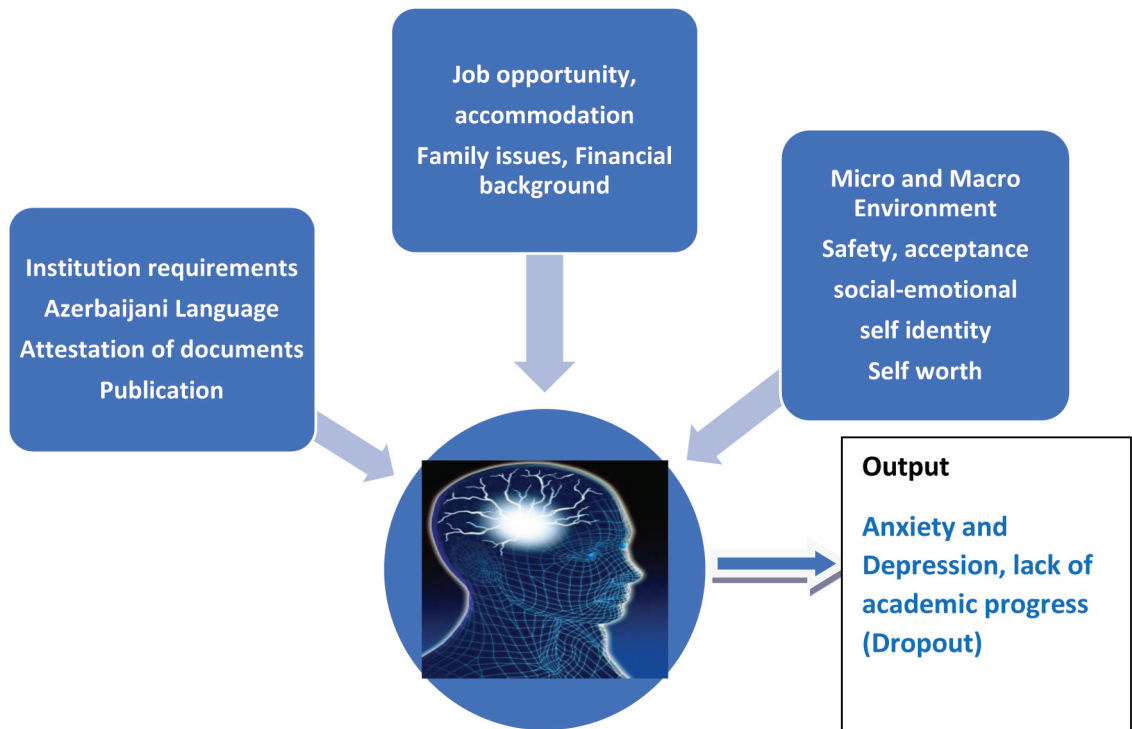 Institution requirements
Azerbaijani Language
Attestation of documents
Publication
Job opportunity,
accommodation
Family issues, Financial
background
Micro and Macro
Environment
Safety, acceptance
social-emotional
self identity
Self worth
Output
Anxiety and
Depression, lack of
academic progress
(Dropout)